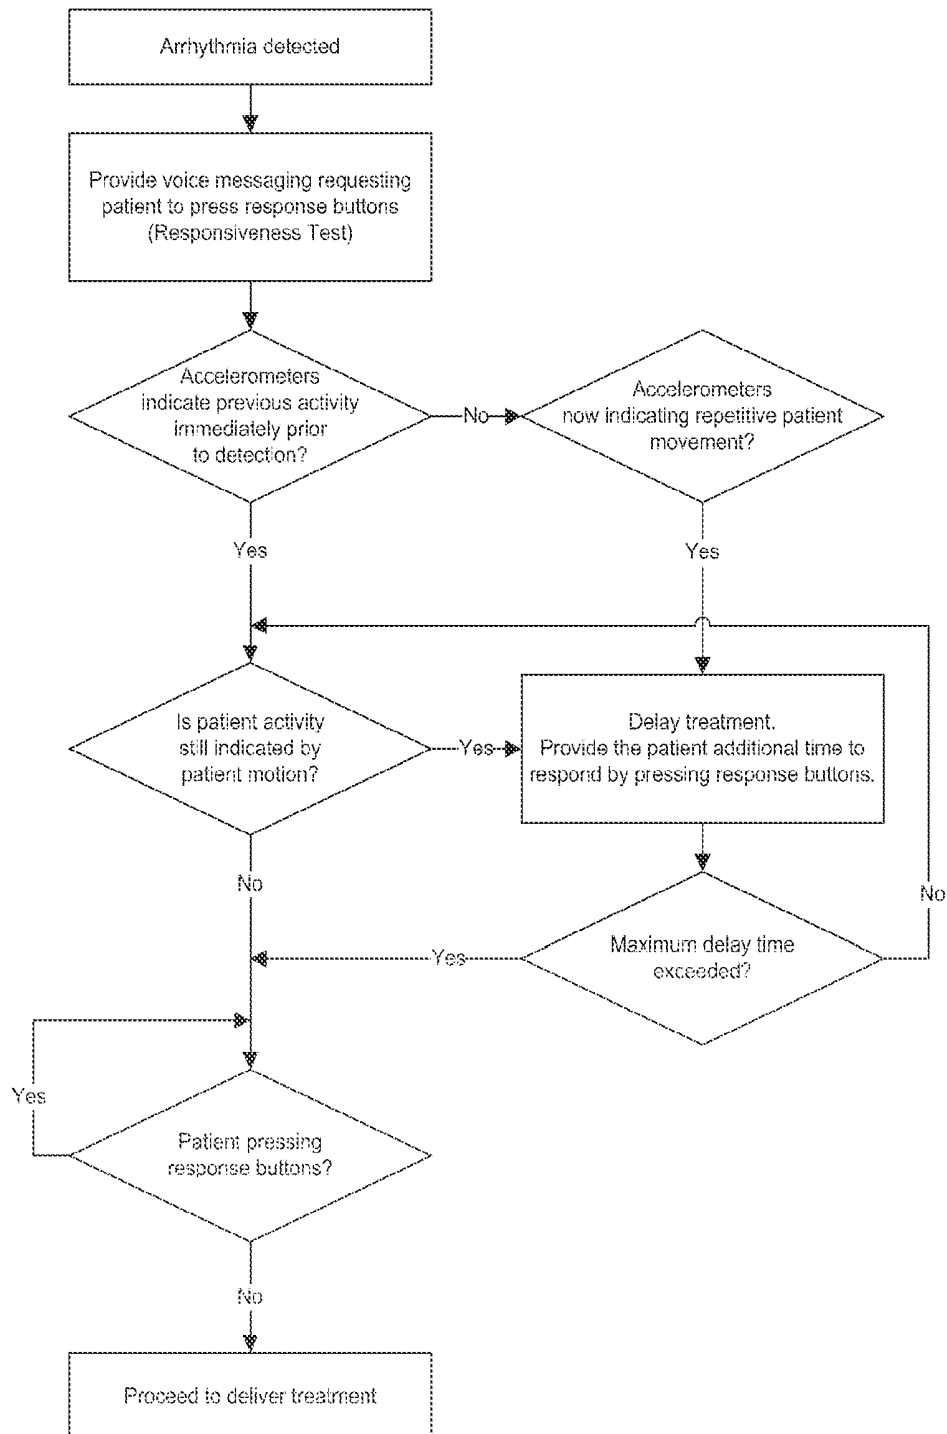 Arrhythmia detected
Provide voice messaging requesting
patient to press response buttons
(Responsiveness Test)
Accelerometers
indicate previous activity
immediately prior
to detection?
No
Accelerometers
now indicating repetitive patient
movement?
Yes
Yes
Is patient activity
still indicated by
patient motion?
Yes
Delay treatment.
Provide the patient additional time to
respond by pressing response buttons.
No
No
Maximum delay time
exceeded?
Yes
Yes
Patient pressing
response buttons?
No
Proceed to deliver treatment